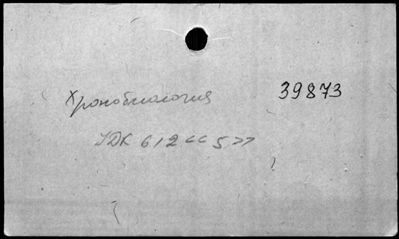 Хронобиология 39873
УДК 612<<5>>